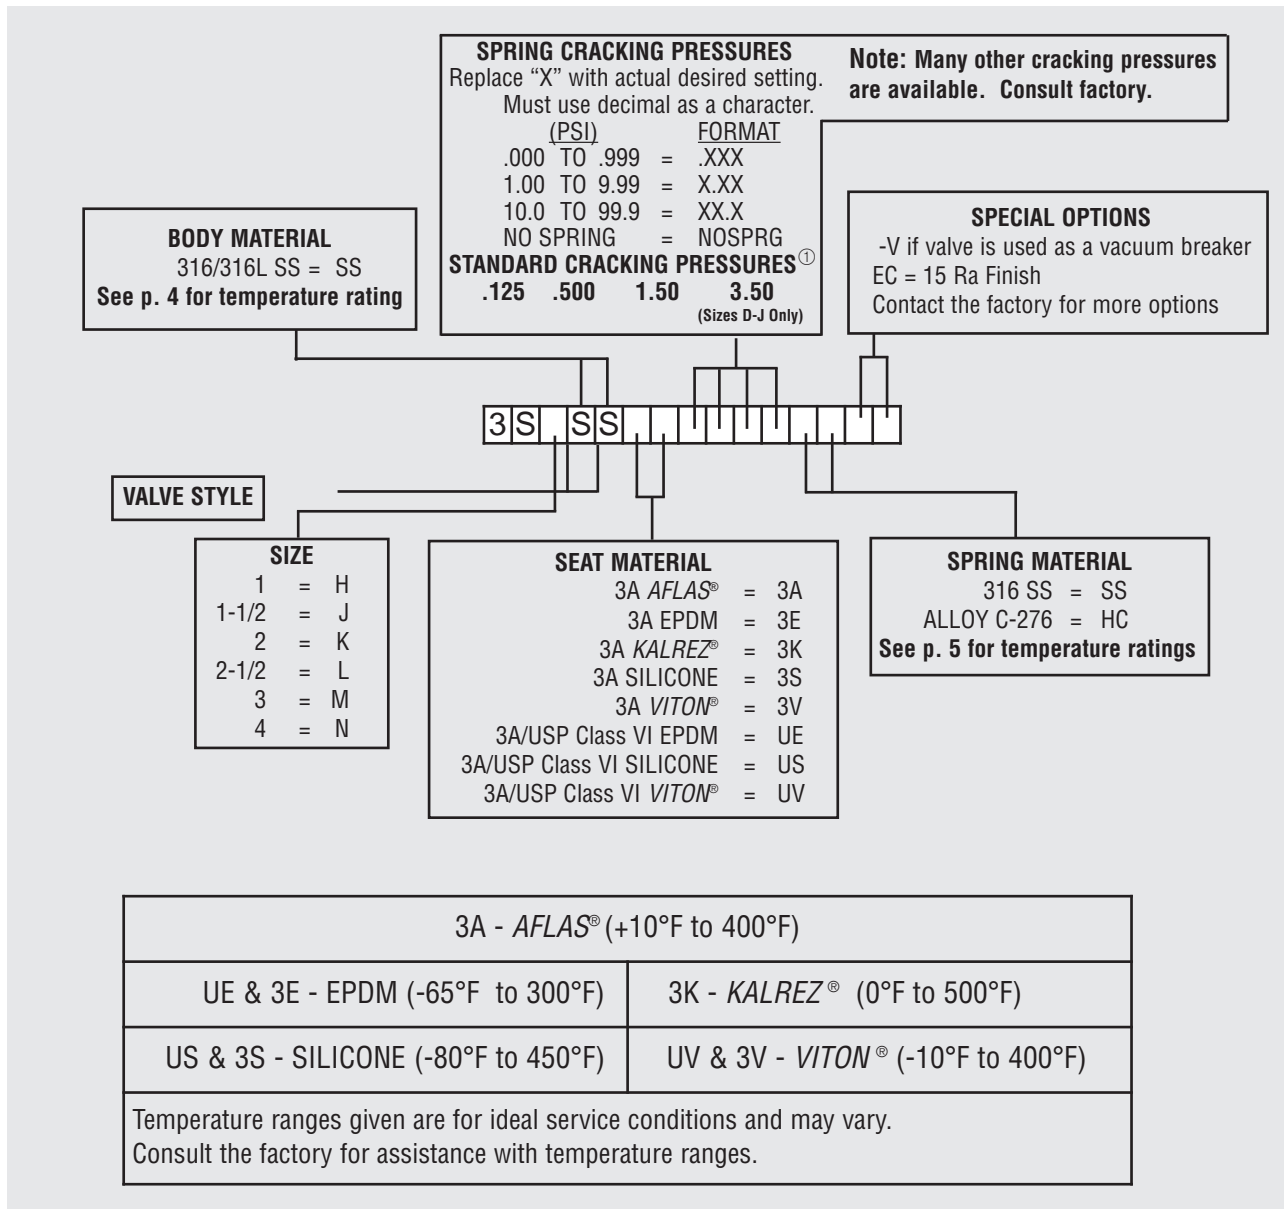 SPRING CRACKING PRESSURES
Replace “X” with actual desired setting.
Must use decimal as a character.
(PSI) FORMAT
.000 TO .999 = .XXX
1.00 TO 9.99 = X.XX
10.0 TO 99.9 = XX.X
NO SPRING = NOSPRG
STANDARD CRACKING PRESSURES①
.125 .500 1.50 3.50
(Sizes D-J Only)
Note: Many other cracking pressures
are available. Consult factory.
BODY MATERIAL
316/316L SS = SS
See p. 4 for temperature rating
SPECIAL OPTIONS
-V if valve is used as a vacuum breaker
EC = 15 Ra Finish
Contact the factory for more options
3 S S S
VALVE STYLE
SIZE
1 = H
1-1/2 = J
2 = K
2-1/2 = L
3 = M
4 = N
SEAT MATERIAL
3A AFLAS® = 3A
3A EPDM = 3E
3A KALREZ® = 3K
3A SILICONE = 3S
3A VITON® = 3V
3A/USP Class VI EPDM = UE
3A/USP Class VI SILICONE = US
3A/USP Class VI VITON® = UV
SPRING MATERIAL
316 SS = SS
ALLOY C-276 = HC
See p. 5 for temperature ratings
3A - AFLAS® (+10°F to 400°F)
UE & 3E - EPDM (-65°F to 300°F)
3K - KALREZ ® (0°F to 500°F)
US & 3S - SILICONE (-80°F to 450°F)
UV & 3V - VITON ® (-10°F to 400°F)
Temperature ranges given are for ideal service conditions and may vary.
Consult the factory for assistance with temperature ranges.